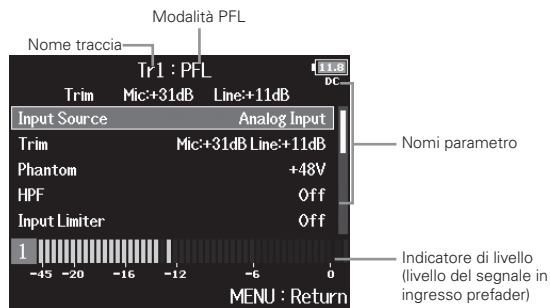 Modalità PFL
Nome traccia
Tr1 : PFL
11.8
DC
Trim Mic:+31dB Line:+11dB
Input Source Analog Input
Trim Mic:+31dB Line:+11dB
Phantom +48V
HPF Off
Input Limiter Off
Nomi parametro
1
-45 -20 -16 -12 -6 0
MENU : Return
Indicatore di livello
(livello del segnale in
ingresso prefader)